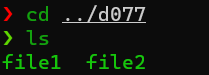 ❯ cd ../d077
❯ ls
file1  file2